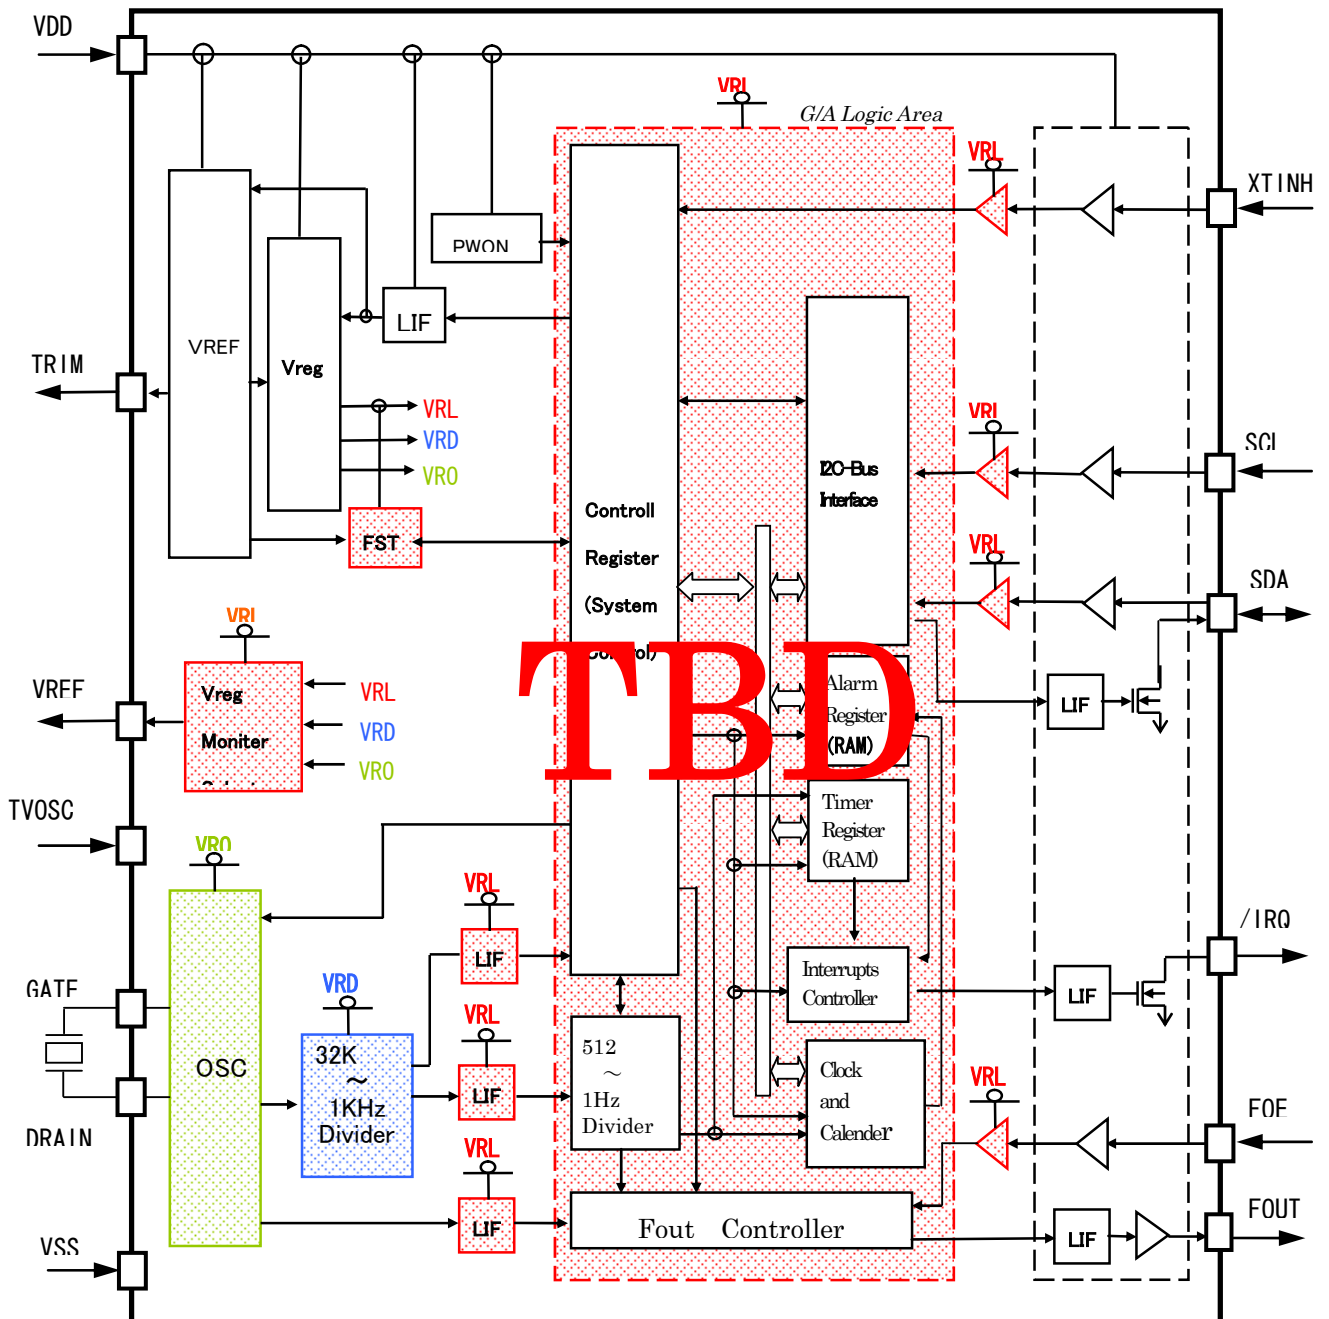 VDD
VRL
G/A Logic Area
VRL
XTINH
PWON
LIF
VREF
Vreg
TRIM
VRL
VRD
VRO
VRL
SCL
I2C-Bus
Interface
Controll
Register
(System
Control)
FST
VRL
SDA
VRL
VREF
Vreg
Moniter
VRL
VRD
VRO
TBD
Alarm
Register
(RAM)
LIF
TVOSC
VRO
Timer
Register
(RAM)
VRL
LIF
/IRQ
Interrupts
Controller
LIF
GATE
VRD
VRL
OSC
32K
~
1KHz
Divider
LIF
512
~
1Hz
Divider
Clock
and
Calender
VRL
FOE
DRAIN
VRL
LIF
Fout Controller
LIF
FOUT
VSS